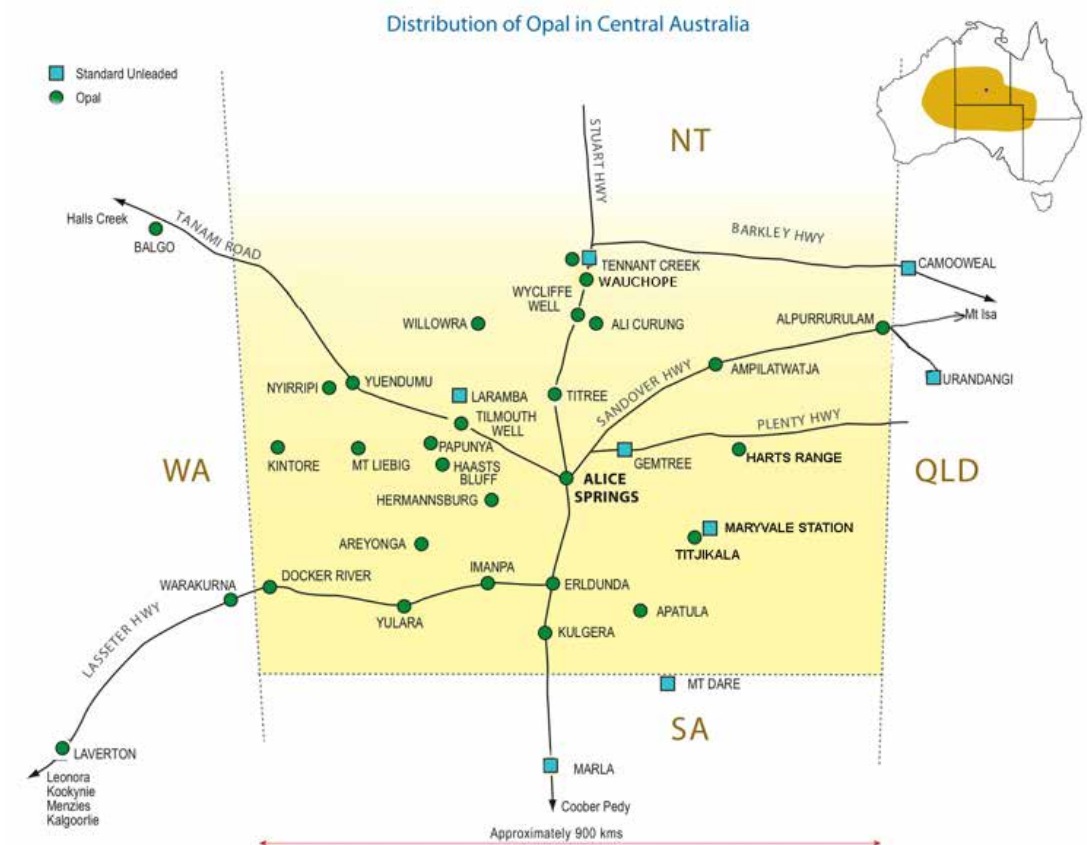 Distribution of Opal in Central Australia
Standard Unleaded
Opal
NT
STUART HWY
Halls Creek
BALGO
TANAMI ROAD
BARKLEY HWY
TENNANT CREEK
CAMOOWEAL
WAUCHOPE
WYCLIFFE
WELL
WILLOWRA
ALI CURUNG
ALPURRURULAM
Mt Isa
NYIRRIPI
YUENDUMU
LARAMBA
TITREE
SANDOVER HWY
AMPILATWATJA
URANDANGI
TILMOUTH
WELL
PLENTY HWY
KINTORE
MT LIEBIG
PAPUNYA
HAASTS
BLUFF
GEMTREE
HARTS RANGE
WA
QLD
ALICE
SPRINGS
HERMANNSBURG
MARYVALE STATION
AREYONGA
TITJIKALA
WARAKURNA
DOCKER RIVER
IMANPA
ERLDUNDA
LASSETER HWY
YULARA
APATULA
KULGERA
MT DARE
SA
LAVERTON
MARLA
Leonora
Kookynie
Menzies
Kalgoorlie
Coober Pedy
Approximately 900 kms